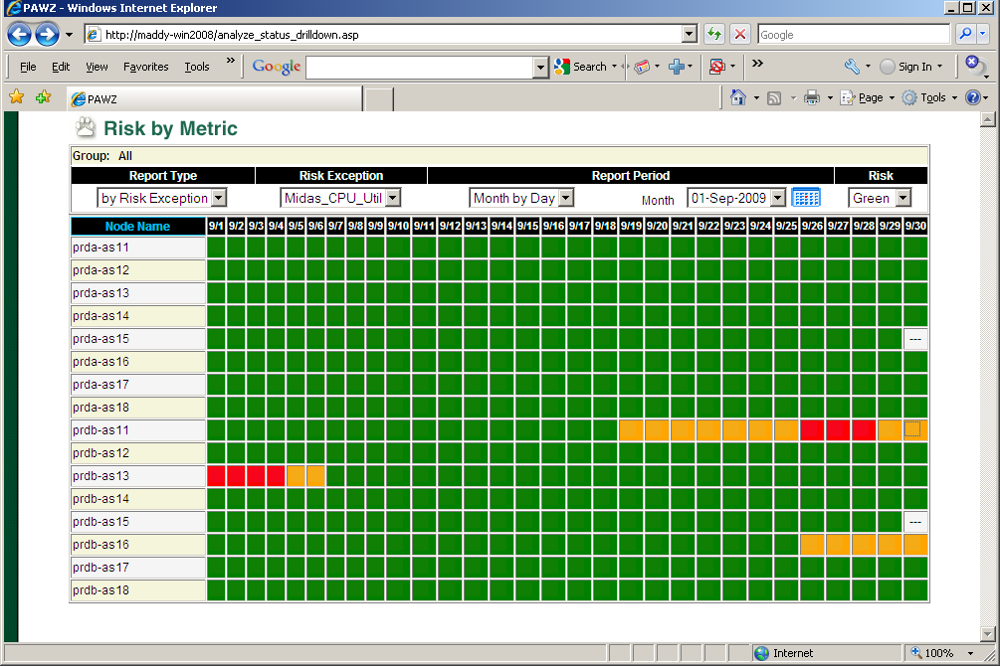 PAWZ - Windows Internet Explorer
http://maddy-win2008/analyze_status_drilldown.asp
Google
File Edit View Favorites Tools » Google Search » Sign In
PAWZ Page Tools
Risk by Metric
Group: All
Report Type Risk Exception Report Period Risk
by Risk Exception Midas_CPU_Util Month by Day Month 01-Sep-2009 Green
Node Name 9/1 9/2 9/3 9/4 9/5 9/6 9/7 9/8 9/9 9/10 9/11 9/12 9/13 9/14 9/15 9/16 9/17 9/18 9/19 9/20 9/21 9/22 9/23 9/24 9/25 9/26 9/27 9/28 9/29 9/30
prda-as11
prda-as12
prda-as13
prda-as14
prda-as15 ---
prda-as16
prda-as17
prda-as18
prdb-as11
prdb-as12
prdb-as13
prdb-as14
prdb-as15 ---
prdb-as16
prdb-as17
prdb-as18
Internet 100%